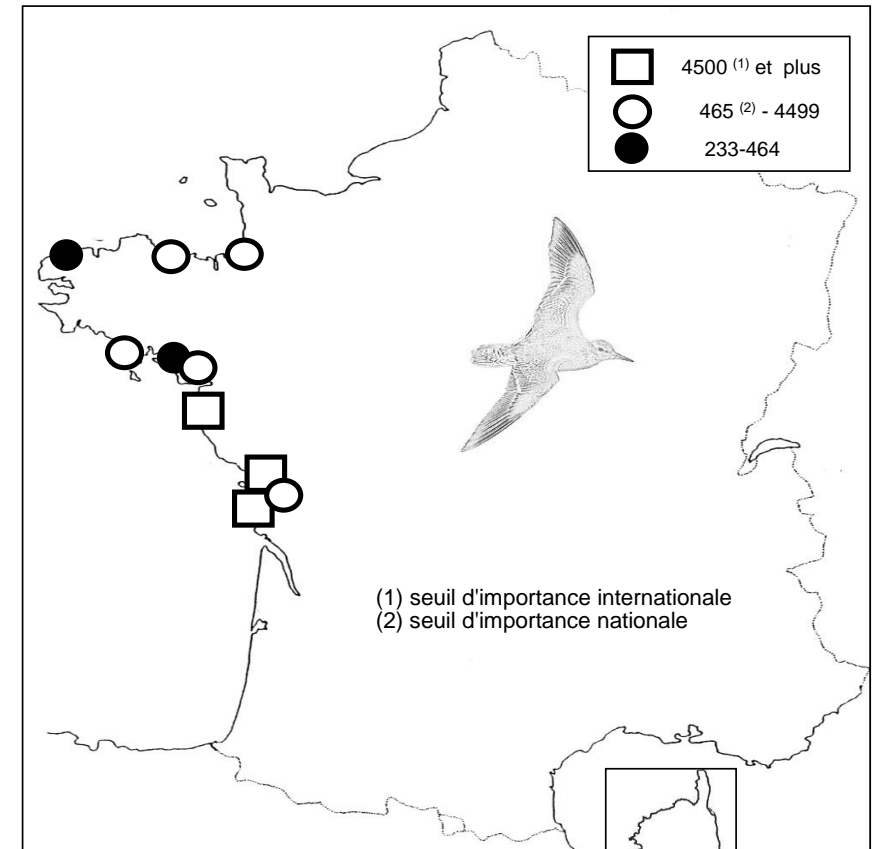 4500 (1) et plus
465 (2) - 4499
233-464
(1) seuil d'importance internationale
(2) seuil d'importance nationale